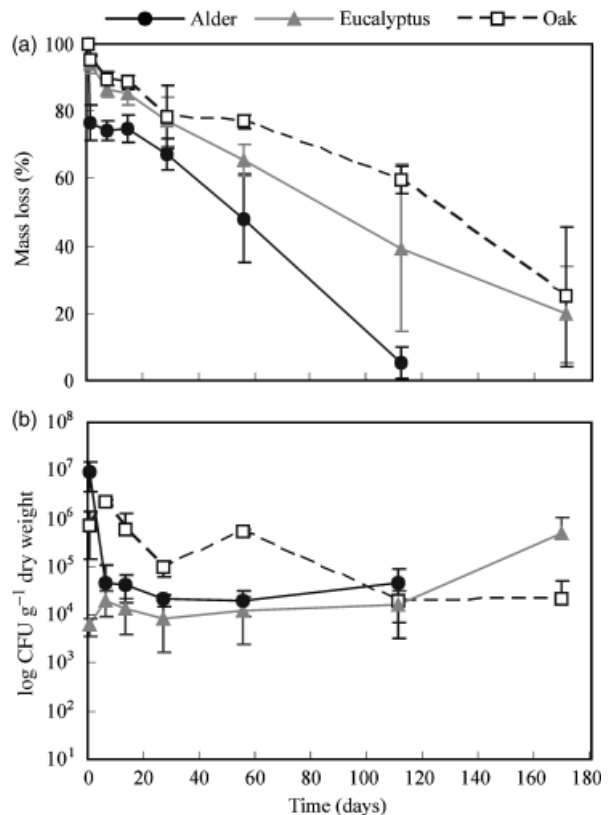 Alder Eucalyptus Oak
(a)
100
80
60
40
20
0
Mass loss (%)
(b)
10⁸
10⁷
10⁶
10⁵
10⁴
10³
10²
10¹
log CFU g⁻¹ dry weight
0 20 40 60 80 100 120 140 160 180
Time (days)